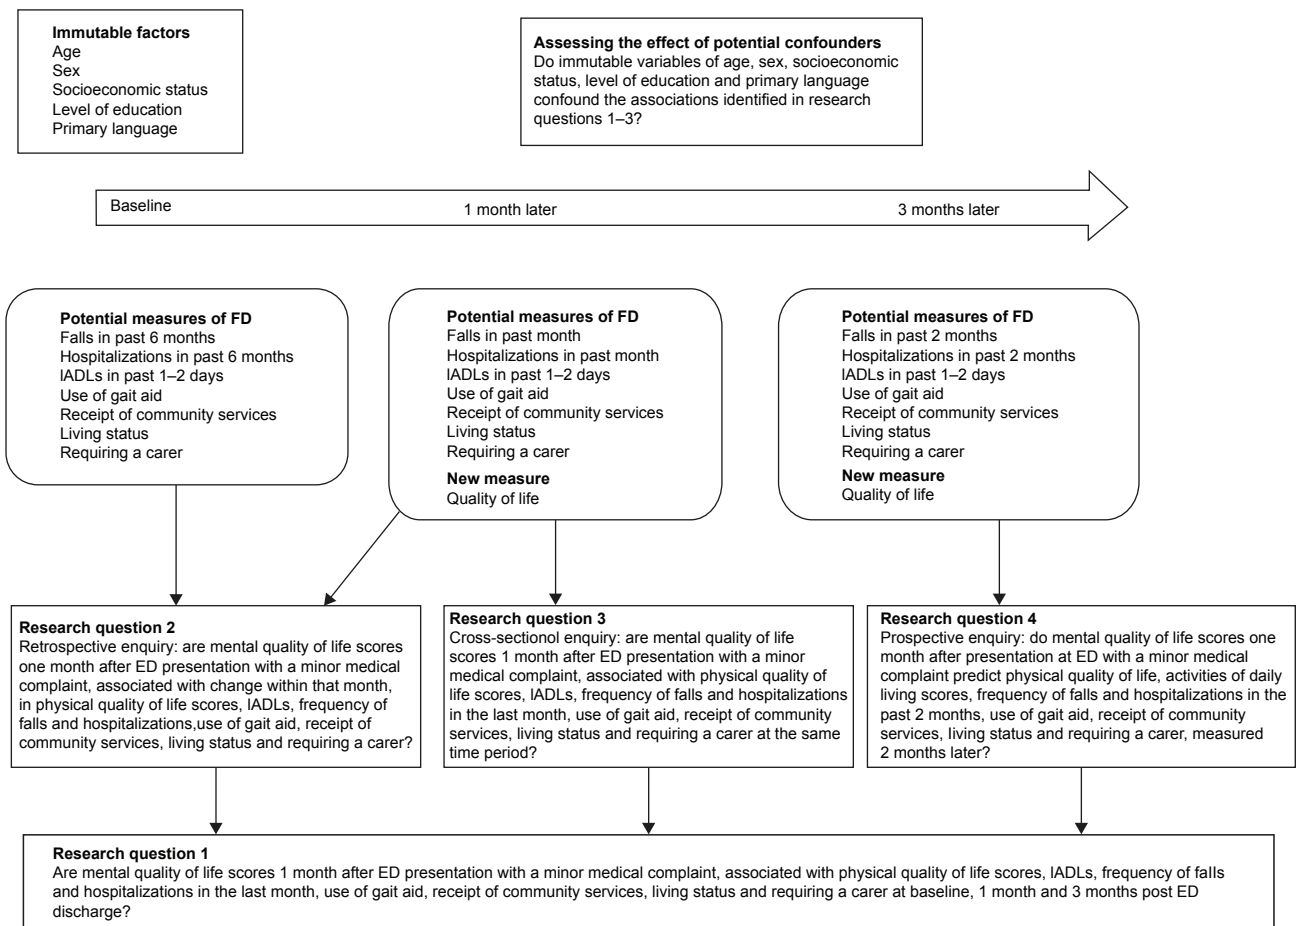 Immutable factors
Age
Sex
Socioeconomic status
Level of education
Primary language
Assessing the effect of potential confounders
Do immutable variables of age, sex, socioeconomic
status, level of education and primary language
confound the associations identified in research
questions 1–3?
Baseline
1 month later
3 months later
Potential measures of FD
Falls in past 6 months
Hospitalizations in past 6 months
IADLs in past 1–2 days
Use of gait aid
Receipt of community services
Living status
Requiring a carer
Potential measures of FD
Falls in past month
Hospitalizations in past month
IADLs in past 1–2 days
Use of gait aid
Receipt of community services
Living status
Requiring a carer
New measure
Quality of life
Potential measures of FD
Falls in past 2 months
Hospitalizations in past 2 months
IADLs in past 1–2 days
Use of gait aid
Receipt of community services
Living status
Requiring a carer
New measure
Quality of life
Research question 2
Retrospective enquiry: are mental quality of life scores
one month after ED presentation with a minor medical
complaint, associated with change within that month,
in physical quality of life scores, IADLs, frequency of
falls and hospitalizations,use of gait aid, receipt of
community services, living status and requiring a carer?
Research question 3
Cross-sectionol enquiry: are mental quality of life
scores 1 month after ED presentation with a minor
medical complaint, associated with physical quality of
life scores, IADLs, frequency of falls and hospitalizations
in the last month, use of gait aid, receipt of community
services, living status and requiring a carer at the same
time period?
Research question 4
Prospective enquiry: do mental quality of life scores one
month after presentation at ED with a minor medical
complaint predict physical quality of life, activities of daily
living scores, frequency of falls and hospitalizations in the
past 2 months, use of gait aid, receipt of community
services, living status and requiring a carer, measured
2 months later?
Research question 1
Are mental quality of life scores 1 month after ED presentation with a minor medical complaint, associated with physical quality of life scores, IADLs, frequency of falls
and hospitalizations in the last month, use of gait aid, receipt of community services, living status and requiring a carer at baseline, 1 month and 3 months post ED
discharge?